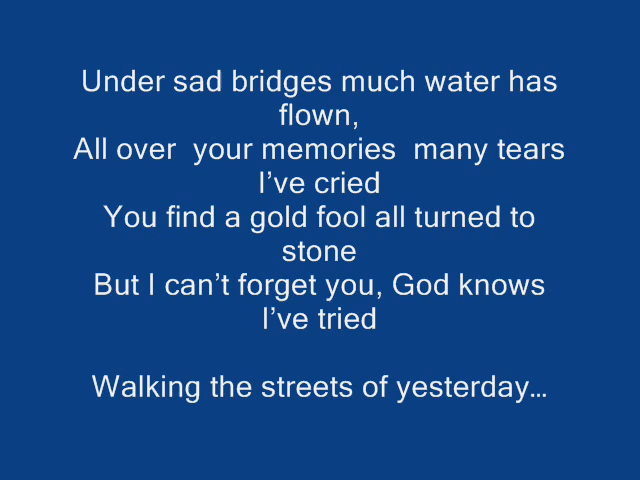 Under sad bridges much water has
flown,
All over  your memories  many tears
I’ve cried
You find a gold fool all turned to
stone
But I can’t forget you, God knows
I’ve tried
Walking the streets of yesterday…